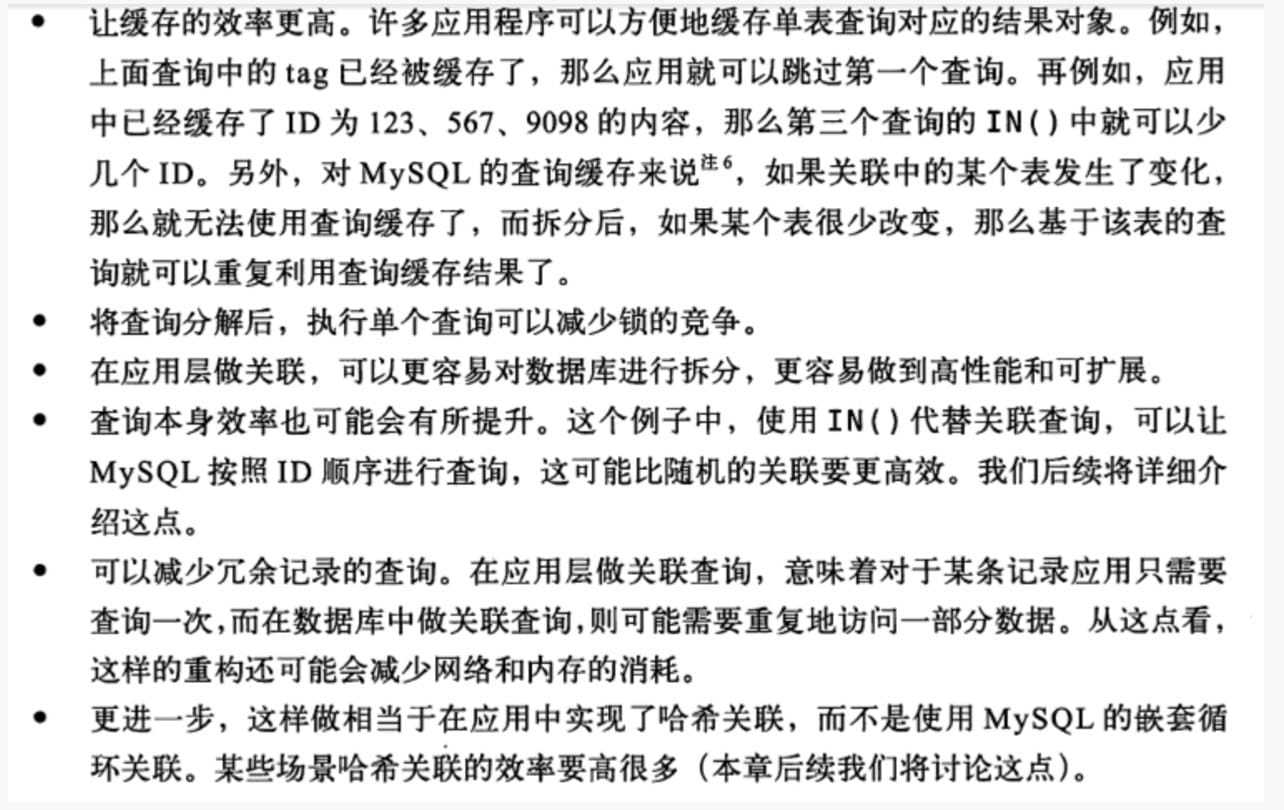 • 让缓存的效率更高。许多应用程序可以方便地缓存单表查询对应的结果对象。例如，
上面查询中的 tag 已经被缓存了，那么应用就可以跳过第一个查询。再例如，应用
中已经缓存了 ID 为 123、567、9098 的内容，那么第三个查询的 IN() 中就可以少
几个 ID。另外，对 MySQL 的查询缓存来说注6，如果关联中的某个表发生了变化，
那么就无法使用查询缓存了，而拆分后，如果某个表很少改变，那么基于该表的查
询就可以重复利用查询缓存结果了。
• 将查询分解后，执行单个查询可以减少锁的竞争。
• 在应用层做关联，可以更容易对数据库进行拆分，更容易做到高性能和可扩展。
• 查询本身效率也可能会有所提升。这个例子中，使用 IN() 代替关联查询，可以让
MySQL 按照 ID 顺序进行查询，这可能比随机的关联要更高效。我们后续将详细介
绍这点。
• 可以减少冗余记录的查询。在应用层做关联查询，意味着对于某条记录应用只需要
查询一次，而在数据库中做关联查询，则可能需要重复地访问一部分数据。从这点看，
这样的重构还可能会减少网络和内存的消耗。
• 更进一步，这样做相当于在应用中实现了哈希关联，而不是使用 MySQL 的嵌套循
环关联。某些场景哈希关联的效率要高很多（本章后续我们将讨论这点）。